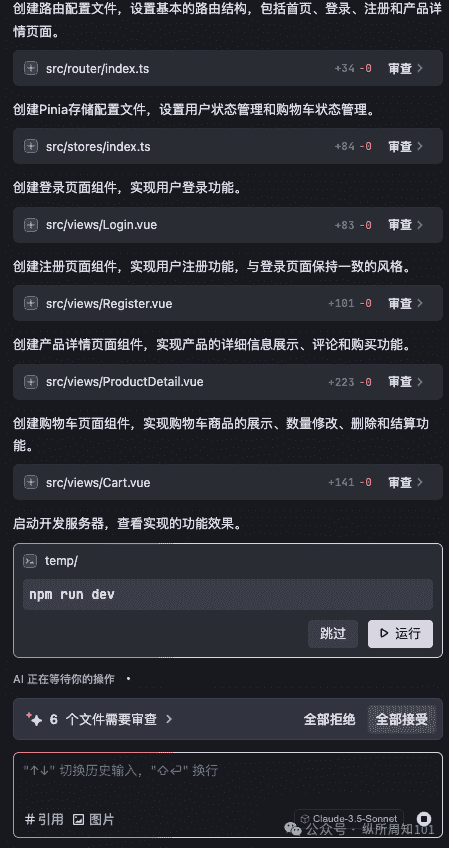 创建路由配置文件，设置基本的路由结构，包括首页、登录、注册和产品详
情页面。
src/router/index.ts +34 -0 审查
创建Pinia存储配置文件，设置用户状态管理和购物车状态管理。
src/stores/index.ts +84 -0 审查
创建登录页面组件，实现用户登录功能。
src/views/Login.vue +83 -0 审查
创建注册页面组件，实现用户注册功能，与登录页面保持一致的风格。
src/views/Register.vue +101 -0 审查
创建产品详情页面组件，实现产品的详细信息展示、评论和购买功能。
src/views/ProductDetail.vue +223 -0 审查
创建购物车页面组件，实现购物车商品的展示、数量修改、删除和结算功
能。
src/views/Cart.vue +141 -0 审查
启动开发服务器，查看实现的功能效果。
temp/
npm run dev
跳过 运行
AI 正在等待你的操作
6 个文件需要审查 全部拒绝 全部接受
"↑↓" 切换历史输入，"⇧⏎" 换行
#引用 图片 Claude-3.5-Sonnet
公众号 · 纵所周知101